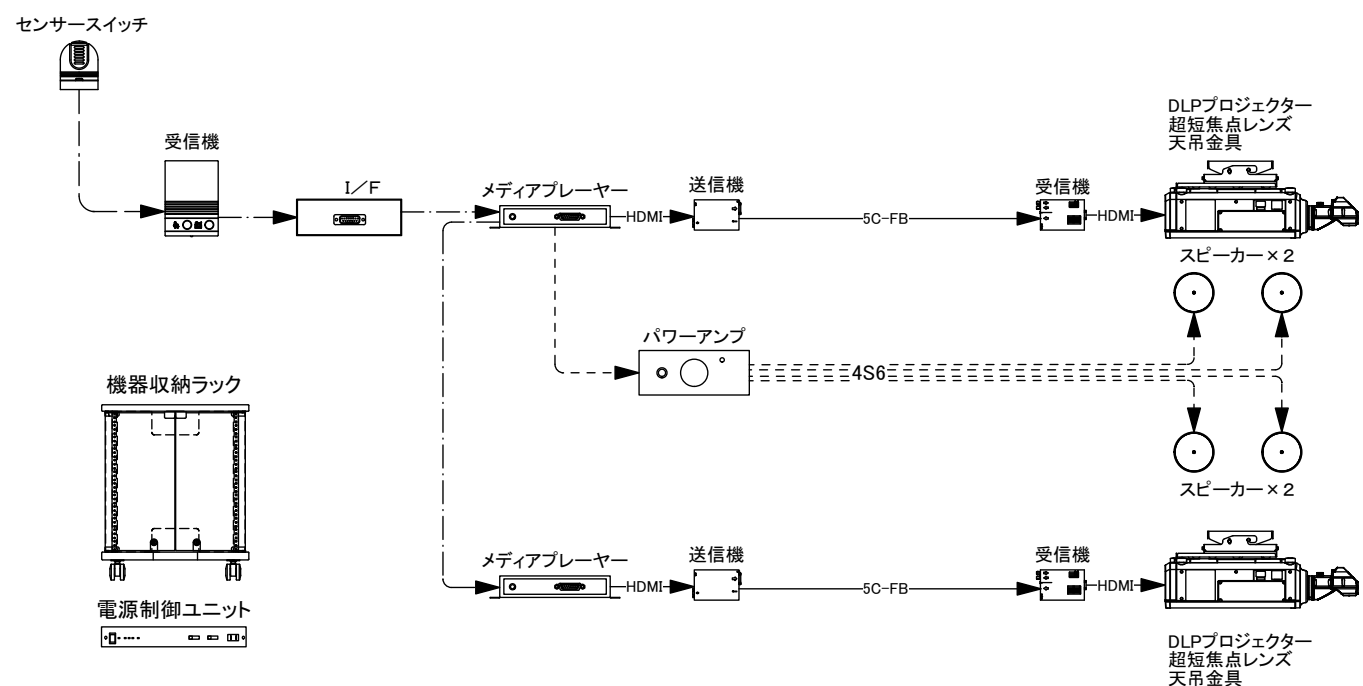 センサースイッチ
受信機
I／F
メディアプレーヤー
HDMI
送信機
5C-FB
受信機
HDMI
DLPプロジェクター
超短焦点レンズ
天吊金具
スピーカー×２
パワーアンプ
4S6
スピーカー×２
機器収納ラック
電源制御ユニット
メディアプレーヤー
HDMI
送信機
5C-FB
受信機
HDMI
DLPプロジェクター
超短焦点レンズ
天吊金具